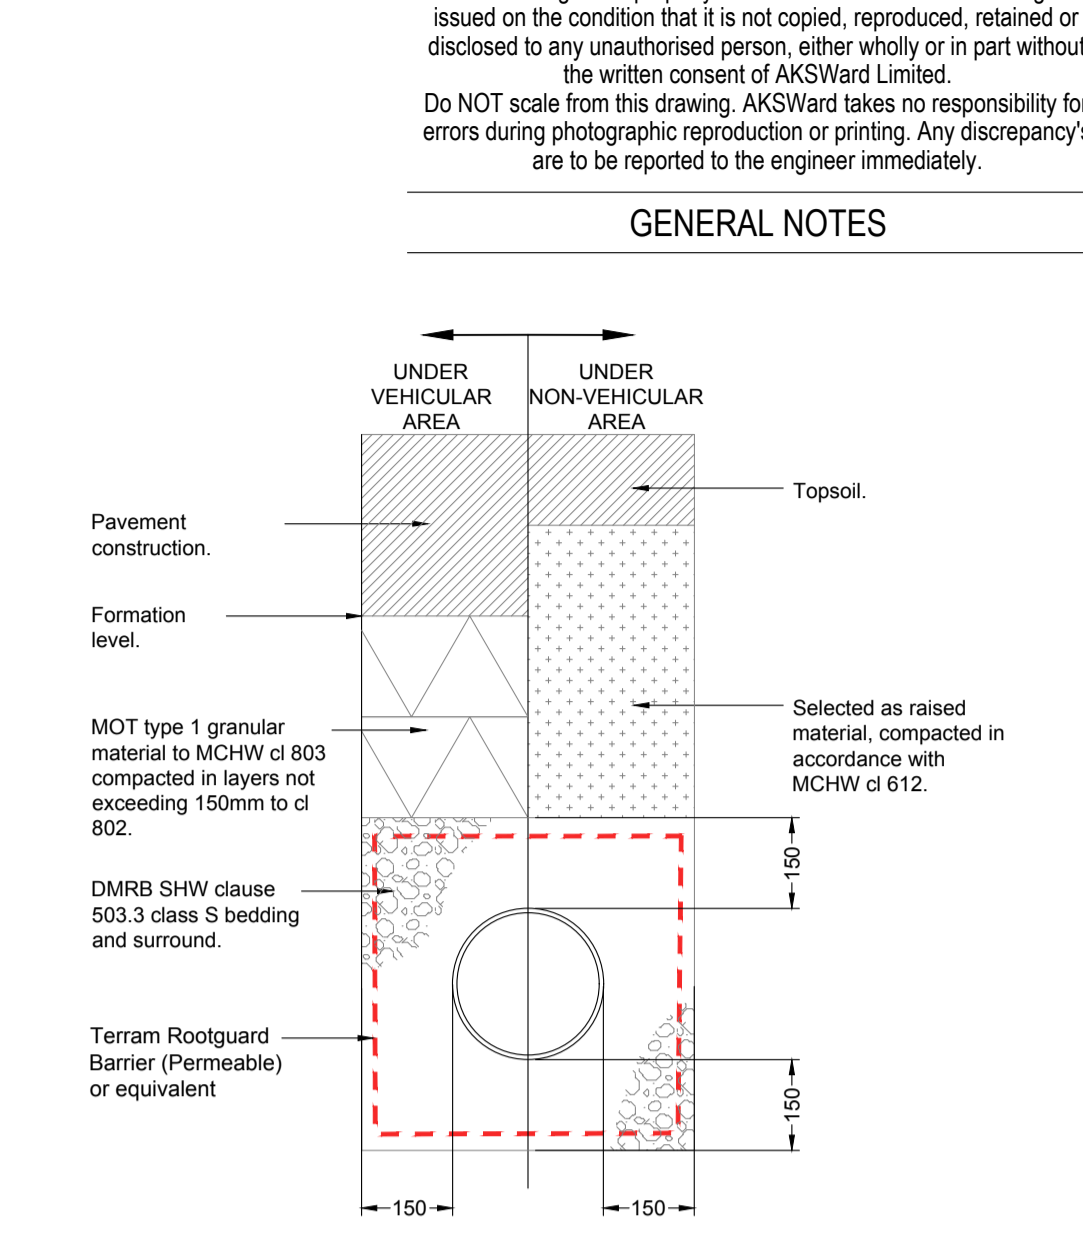 issued on the condition that it is not copied, reproduced, retained or
disclosed to any unauthorised person, either wholly or in part without
the written consent of AKSWard Limited.
Do NOT scale from this drawing. AKSWard takes no responsibility for
errors during photographic reproduction or printing. Any discrepancy's
are to be reported to the engineer immediately.
GENERAL NOTES
UNDER
VEHICULAR
AREA
UNDER
NON-VEHICULAR
AREA
Topsoil.
Pavement
construction.
Formation
level.
MOT type 1 granular
material to MCHW cl 803
compacted in layers not
exceeding 150mm to cl
802.
Selected as raised
material, compacted in
accordance with
MCHW cl 612.
150
DMRB SHW clause
503.3 class S bedding
and surround.
Terram Rootguard
Barrier (Permeable)
or equivalent
150
150
150